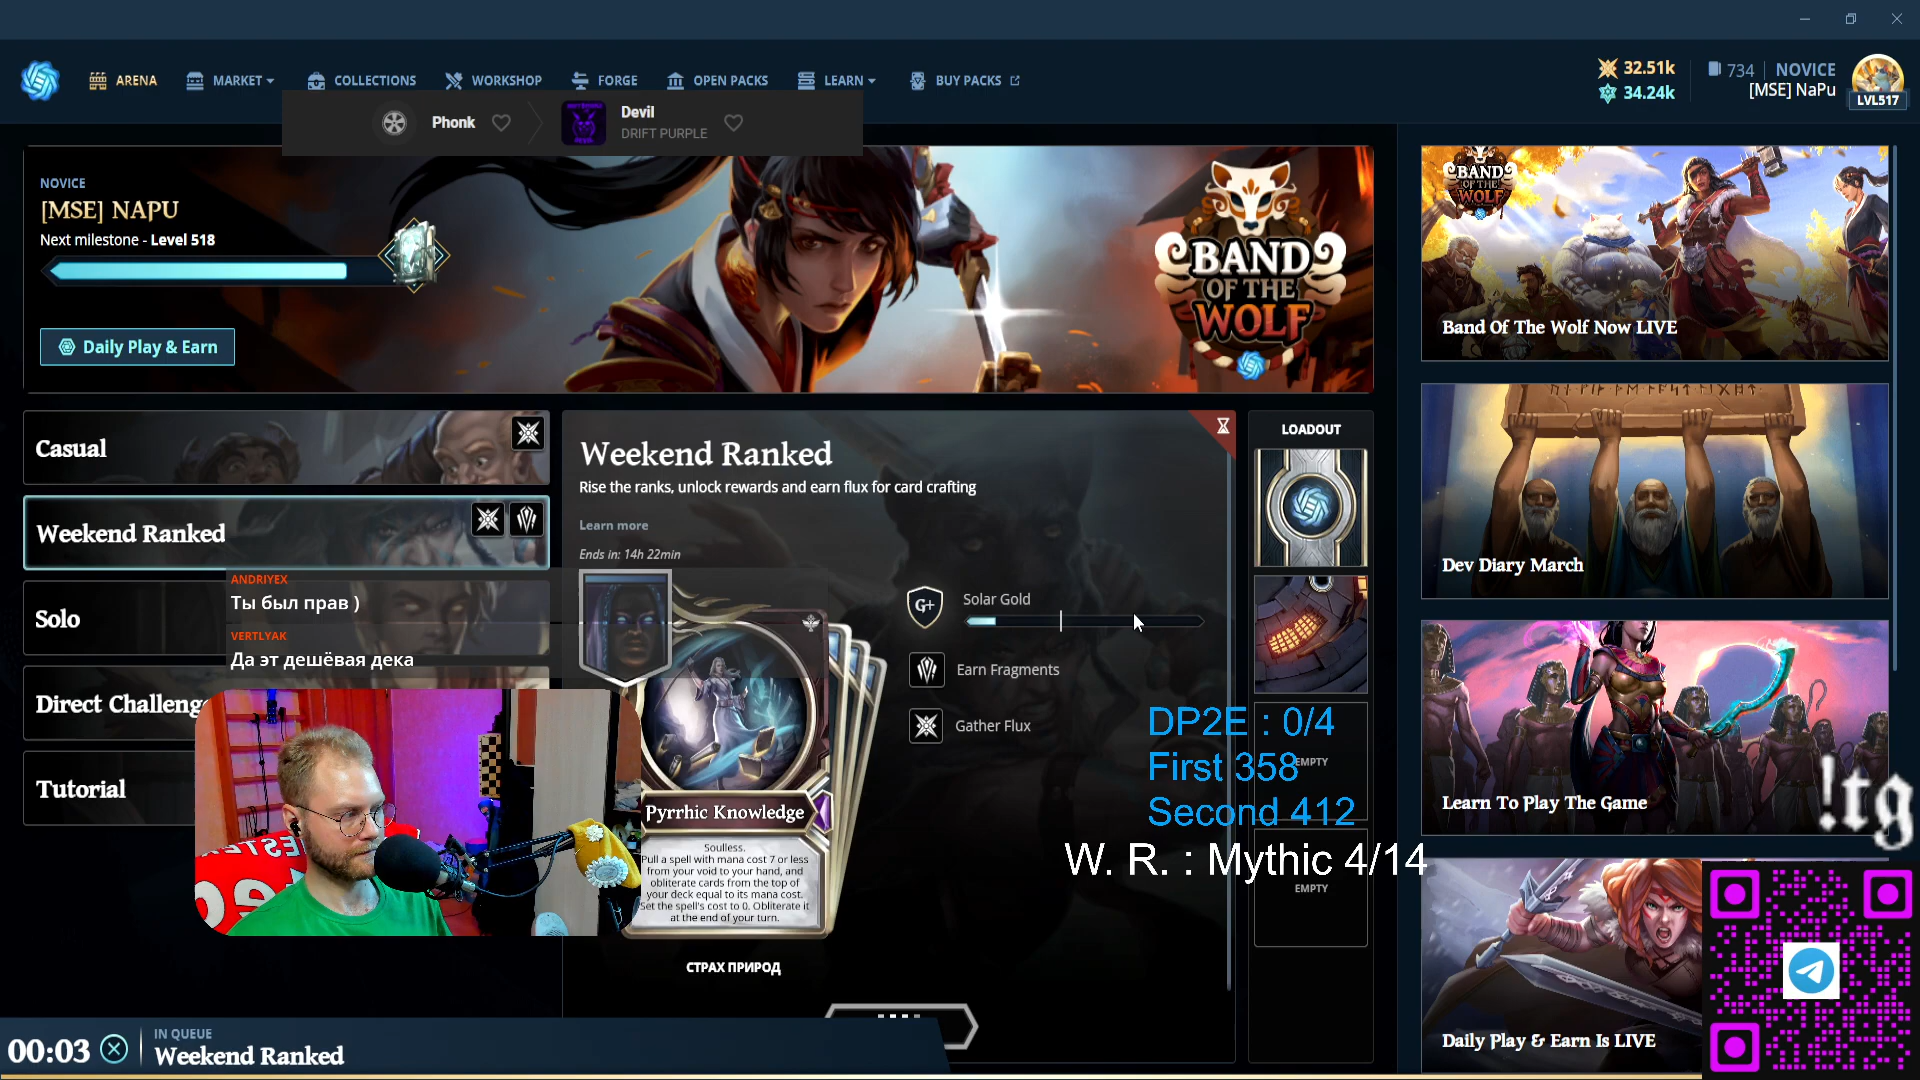 ARENA
MARKET
COLLECTIONS
WORKSHOP
FORGE
OPEN PACKS
LEARN
BUY PACKS
32.51k
34.24k
734
NOVICE
[MSE] NaPu
LVL517
Phonk
Devil
DRIFT PURPLE
NOVICE
[MSE] NAPU
Next milestone - Level 518
Daily Play & Earn
BAND
OF THE
WOLF
BAND
OF THE
WOLF
Band Of The Wolf Now LIVE
Casual
Weekend Ranked
Solo
Direct Challenge
Tutorial
ANDRIYEX
Ты был прав )
VERTLYAK
Да эт дешёвая дека
Weekend Ranked
Rise the ranks, unlock rewards and earn flux for card crafting
Learn more
Ends in: 14h 22min
G+
Solar Gold
Earn Fragments
Gather Flux
Pyrrhic Knowledge
Soulless.
Pull a spell with mana cost 7 or less
from your void to your hand, and
obliterate cards from the top of
your deck equal to its mana cost.
Set the spell's cost to 0. Obliterate it
at the end of your turn.
СТРАХ ПРИРОД
LOADOUT
EMPTY
EMPTY
DP2E : 0/4
First 358
Second 412
W. R. : Mythic 4/14
Dev Diary March
Learn To Play The Game
!tg
Daily Play & Earn Is LIVE
00:03
IN QUEUE
Weekend Ranked